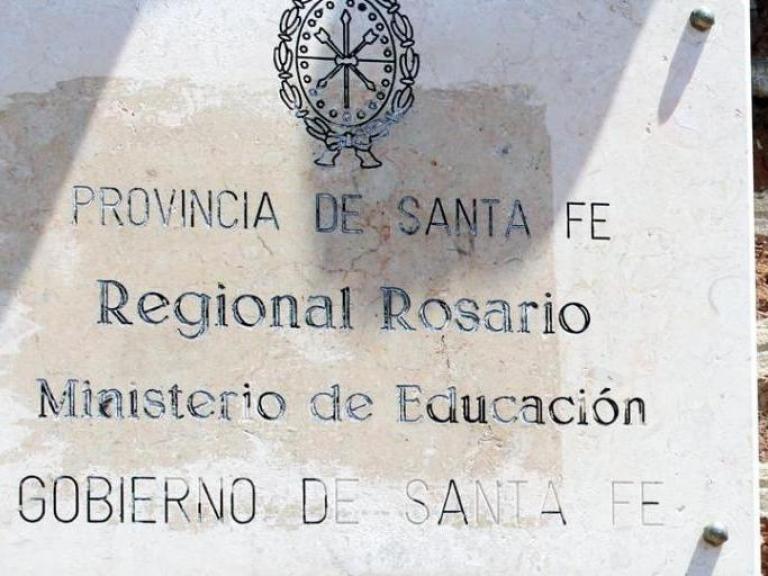 PROVINCIA DE SANTA FE
Regional Rosario
Ministerio de Educación
GOBIERNO DE SANTA FE